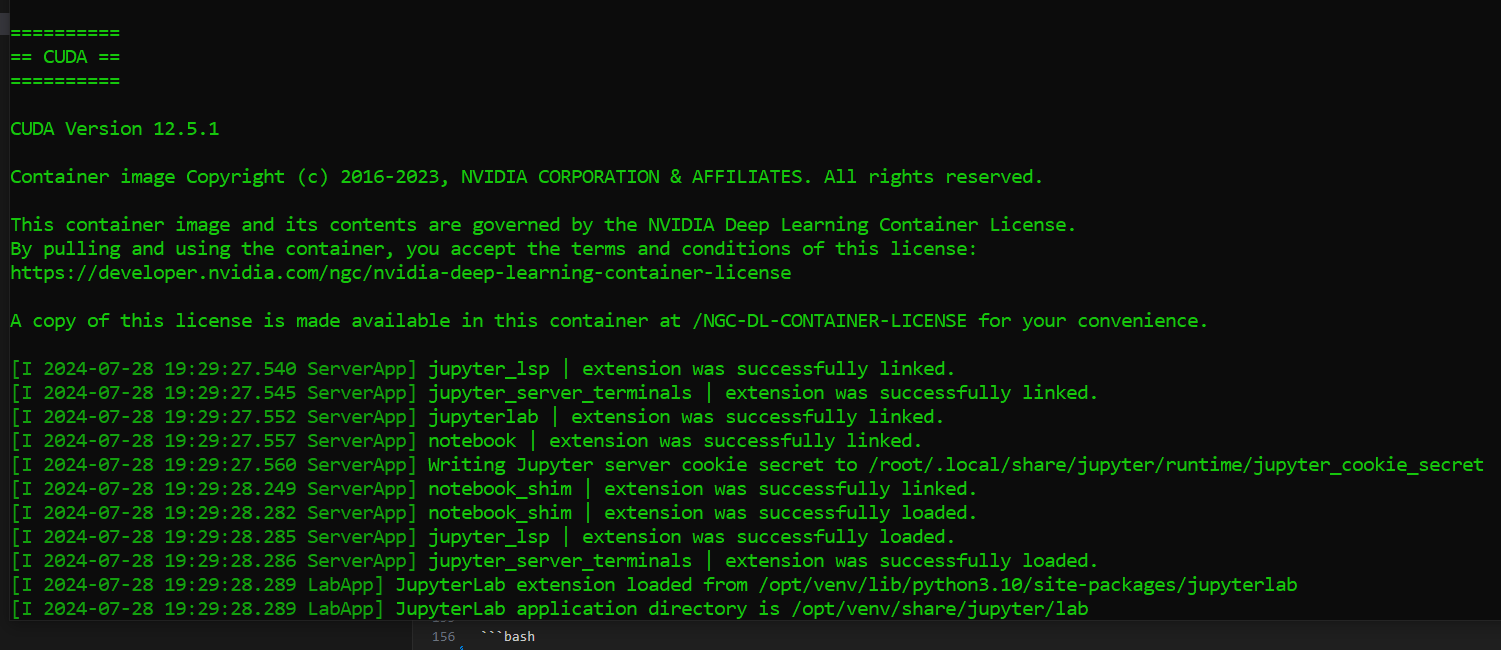 ==========
== CUDA ==
==========
CUDA Version 12.5.1
Container image Copyright (c) 2016-2023, NVIDIA CORPORATION & AFFILIATES. All rights reserved.
This container image and its contents are governed by the NVIDIA Deep Learning Container License.
By pulling and using the container, you accept the terms and conditions of this license:
https://developer.nvidia.com/ngc/nvidia-deep-learning-container-license
A copy of this license is made available in this container at /NGC-DL-CONTAINER-LICENSE for your convenience.
[I 2024-07-28 19:29:27.540 ServerApp] jupyter_lsp | extension was successfully linked.
[I 2024-07-28 19:29:27.545 ServerApp] jupyter_server_terminals | extension was successfully linked.
[I 2024-07-28 19:29:27.552 ServerApp] jupyterlab | extension was successfully linked.
[I 2024-07-28 19:29:27.557 ServerApp] notebook | extension was successfully linked.
[I 2024-07-28 19:29:27.560 ServerApp] Writing Jupyter server cookie secret to /root/.local/share/jupyter/runtime/jupyter_cookie_secret
[I 2024-07-28 19:29:28.249 ServerApp] notebook_shim | extension was successfully linked.
[I 2024-07-28 19:29:28.282 ServerApp] notebook_shim | extension was successfully loaded.
[I 2024-07-28 19:29:28.285 ServerApp] jupyter_lsp | extension was successfully loaded.
[I 2024-07-28 19:29:28.286 ServerApp] jupyter_server_terminals | extension was successfully loaded.
[I 2024-07-28 19:29:28.289 LabApp] JupyterLab extension loaded from /opt/venv/lib/python3.10/site-packages/jupyterlab
[I 2024-07-28 19:29:28.289 LabApp] JupyterLab application directory is /opt/venv/share/jupyter/lab
156 ```bash